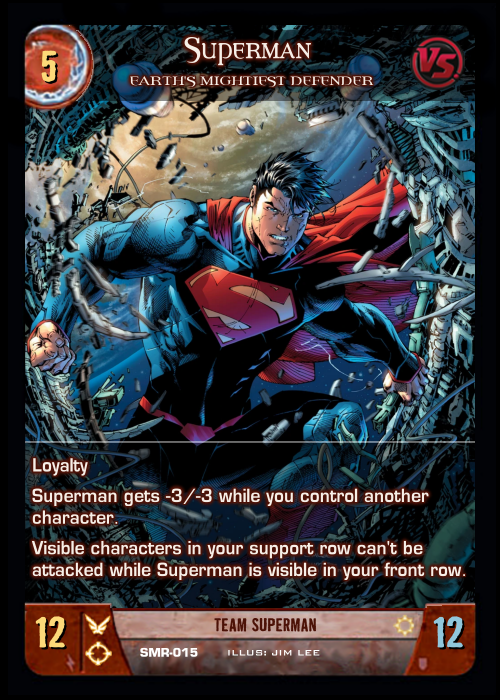 5
SUPERMAN
EARTH'S MIGHTIEST DEFENDER
VS.
Loyalty
Superman gets -3/-3 while you control another
character.
Visible characters in your support row can't be
attacked while Superman is visible in your front row.
12
TEAM SUPERMAN
12
SMR-015 ILLUS: JIM LEE